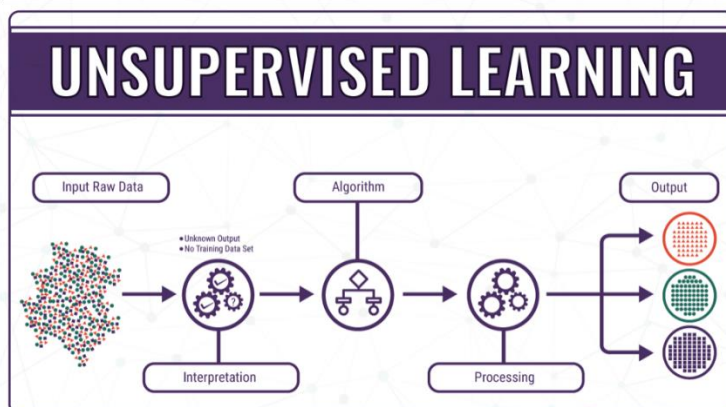 UNSUPERVISED LEARNING
Input Raw Data
Algorithm
Output
• Unknown Output
• No Training Data Set
?
Interpretation
Processing